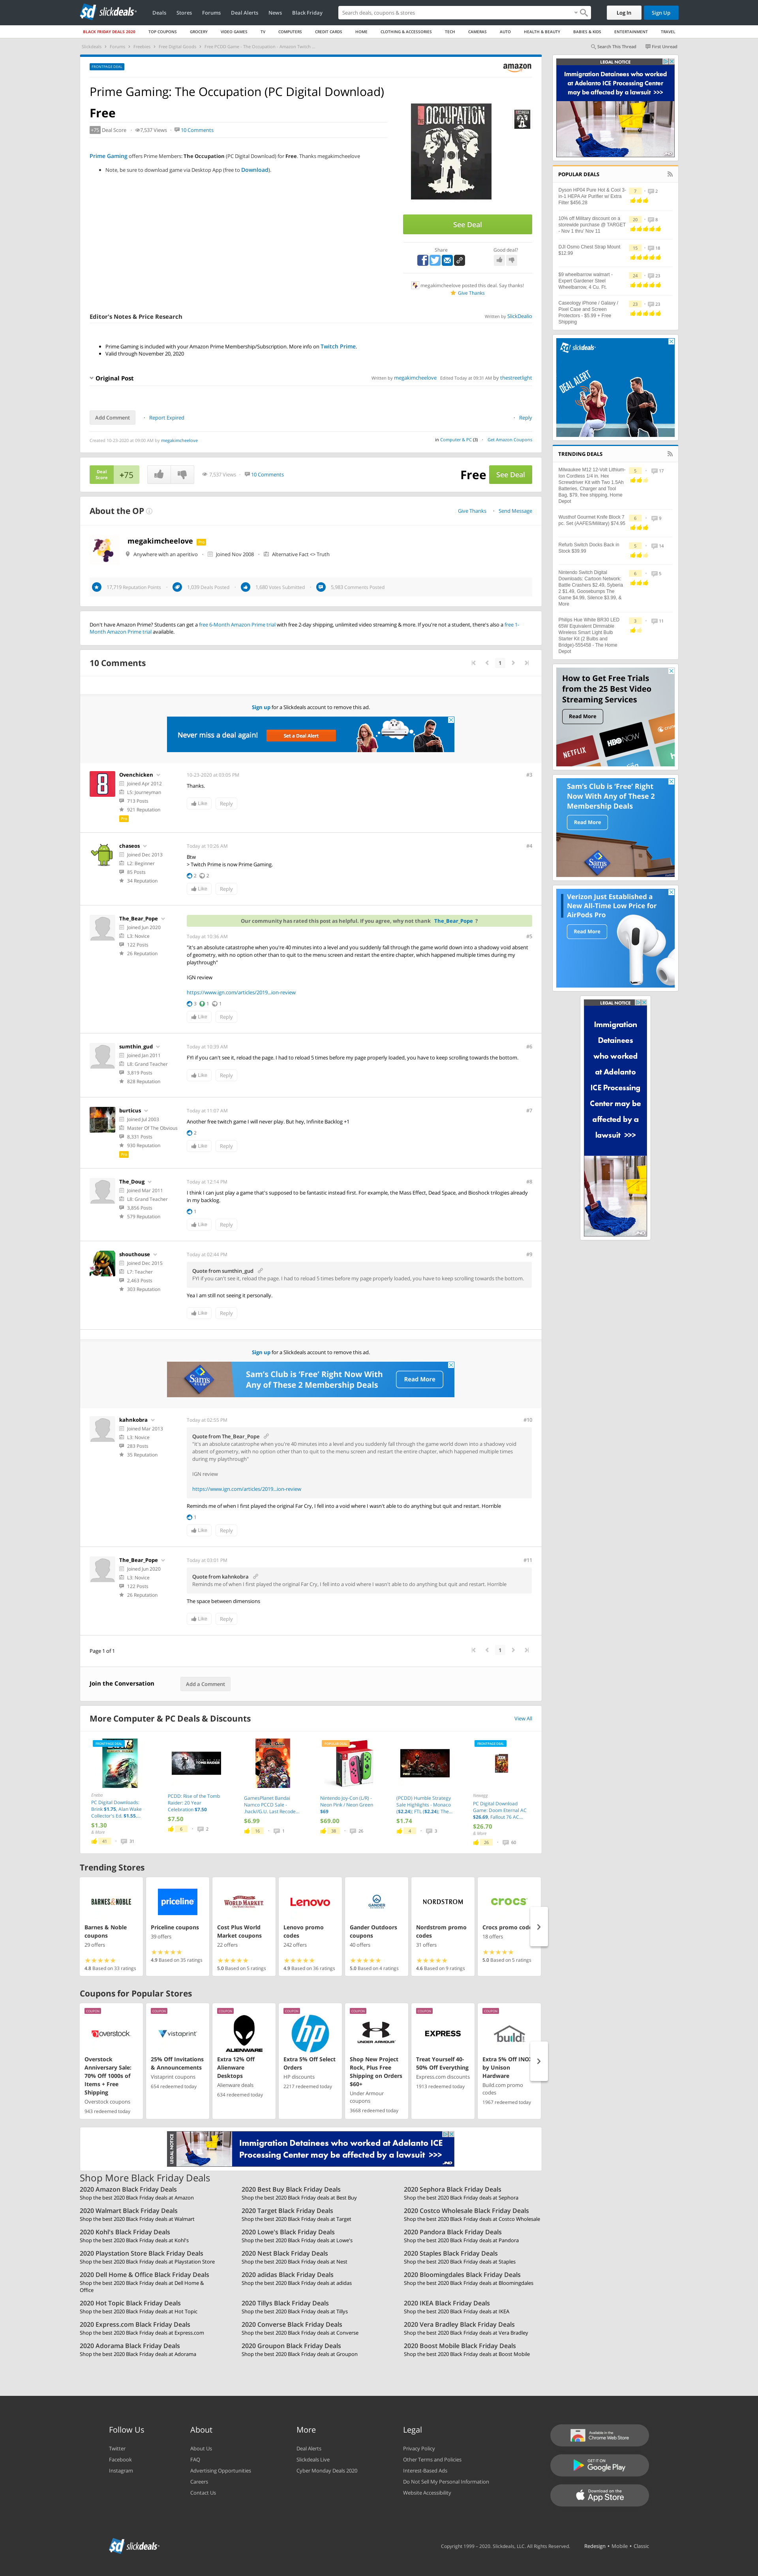 slickdeals
Deals Stores Forums Deal Alerts News Black Friday
Search deals, coupons & stores
Log In Sign Up
BLACK FRIDAY DEALS 2020 TOP COUPONS GROCERY VIDEO GAMES TV COMPUTERS CREDIT CARDS HOME CLOTHING & ACCESSORIES TECH CAMERAS AUTO HEALTH & BEAUTY BABIES & KIDS ENTERTAINMENT TRAVEL
Slickdeals Forums Freebies Free Digital Goods Free PCDD Game - The Occupation - Amazon Twitch ...
Search This Thread First Unread
FRONTPAGE DEAL
amazon
Prime Gaming: The Occupation (PC Digital Download)
Free
+75 Deal Score 7,537 Views 10 Comments
Prime Gaming offers Prime Members: The Occupation (PC Digital Download) for Free. Thanks megakimcheelove
Note, be sure to download game via Desktop App (free to Download).
THE OCCUPATION
See Deal
Share
Good deal?
megakimcheelove posted this deal. Say thanks!
Give Thanks
Editor's Notes & Price Research
Written by SlickDealio
Prime Gaming is included with your Amazon Prime Membership/Subscription. More info on Twitch Prime.
Valid through November 20, 2020
Original Post
Written by megakimcheelove Edited Today at 09:31 AM by thestreetlight
Add Comment Report Expired
Reply
Created 10-23-2020 at 09:00 AM by megakimcheelove
in Computer & PC (3) Get Amazon Coupons
Deal Score +75
7,537 Views 10 Comments
Free See Deal
About the OP
Give Thanks Send Message
megakimcheelove Pro
Anywhere with an aperitivo Joined Nov 2008 Alternative Fact <> Truth
17,719 Reputation Points 1,039 Deals Posted 1,680 Votes Submitted 5,983 Comments Posted
Don't have Amazon Prime? Students can get a free 6-Month Amazon Prime trial with free 2-day shipping, unlimited video streaming & more. If you're not a student, there's also a free 1-
Month Amazon Prime trial available.
10 Comments
1
Sign up for a Slickdeals account to remove this ad.
Never miss a deal again! Set a Deal Alert
Ovenchicken
Joined Apr 2012
L5: Journeyman
713 Posts
921 Reputation
Pro
10-23-2020 at 03:05 PM
#3
Thanks.
Like Reply
chaseos
Joined Dec 2013
L2: Beginner
85 Posts
34 Reputation
Today at 10:26 AM
#4
Btw
> Twitch Prime is now Prime Gaming.
2 2
Like Reply
The_Bear_Pope
Joined Jun 2020
L3: Novice
122 Posts
26 Reputation
Our community has rated this post as helpful. If you agree, why not thank The_Bear_Pope ?
Today at 10:36 AM
#5
"It's an absolute catastrophe when you're 40 minutes into a level and you suddenly fall through the game world down into a shadowy void absent
of geometry, with no option other than to quit to the menu screen and restart the entire chapter, which happened multiple times during my
playthrough"
IGN review
https://www.ign.com/articles/2019...ion-review
3 1 1
Like Reply
sumthin_gud
Joined Jan 2011
L8: Grand Teacher
3,819 Posts
828 Reputation
Today at 10:39 AM
#6
FYI if you can't see it, reload the page. I had to reload 5 times before my page properly loaded, you have to keep scrolling towards the bottom.
Like Reply
burticus
Joined Jul 2003
Master Of The Obvious
8,331 Posts
930 Reputation
Pro
Today at 11:07 AM
#7
Another free twitch game I will never play. But hey, Infinite Backlog +1
2
Like Reply
The_Doug
Joined Mar 2011
L8: Grand Teacher
3,856 Posts
579 Reputation
Today at 12:14 PM
#8
I think I can just play a game that's supposed to be fantastic instead first. For example, the Mass Effect, Dead Space, and Bioshock trilogies already
in my backlog.
1
Like Reply
shouthouse
Joined Dec 2015
L7: Teacher
2,463 Posts
303 Reputation
Today at 02:44 PM
#9
Quote from sumthin_gud
FYI if you can't see it, reload the page. I had to reload 5 times before my page properly loaded, you have to keep scrolling towards the bottom.
Yea I am still not seeing it personally.
Like Reply
Sign up for a Slickdeals account to remove this ad.
Sam's Club is 'Free' Right Now With
Any of These 2 Membership Deals
Read More
kahnkobra
Joined Mar 2013
L3: Novice
283 Posts
35 Reputation
Today at 02:55 PM
#10
Quote from The_Bear_Pope
"It's an absolute catastrophe when you're 40 minutes into a level and you suddenly fall through the game world down into a shadowy void
absent of geometry, with no option other than to quit to the menu screen and restart the entire chapter, which happened multiple times
during my playthrough"
IGN review
https://www.ign.com/articles/2019...ion-review
Reminds me of when I first played the original Far Cry, I fell into a void where I wasn't able to do anything but quit and restart. Horrible
1
Like Reply
The_Bear_Pope
Joined Jun 2020
L3: Novice
122 Posts
26 Reputation
Today at 03:01 PM
#11
Quote from kahnkobra
Reminds me of when I first played the original Far Cry, I fell into a void where I wasn't able to do anything but quit and restart. Horrible
The space between dimensions
Like Reply
Page 1 of 1
1
Join the Conversation Add a Comment
More Computer & PC Deals & Discounts
View All
PC Digital Downloads: Brink $1.75, Alan Wake Collector's Ed. $1.55...
$1.30
& More
PCDD: Rise of the Tomb Raider: 20 Year Celebration $7.50
$7.50
GamesPlanet Bandai Namco PCCD Sale - .hack//G.U. Last Recode...
$6.99
Nintendo Joy-Con (L/R) - Neon Pink / Neon Green $69
$69.00
(PCDD) Humble Strategy Sale Highlights - Monaco ($2.24); FTL ($2.24); The...
$1.74
PC Digital Download Game: Doom Eternal AC $26.69, Fallout 76 AC...
$26.70
& More
Trending Stores
BARNES & NOBLE
Barnes & Noble coupons
29 offers
4.8 Based on 33 ratings
priceline
Priceline coupons
39 offers
4.9 Based on 35 ratings
WORLD MARKET
Cost Plus World Market coupons
22 offers
5.0 Based on 5 ratings
Lenovo
Lenovo promo codes
242 offers
4.9 Based on 36 ratings
GANDER
Gander Outdoors coupons
40 offers
5.0 Based on 4 ratings
NORDSTROM
Nordstrom promo codes
31 offers
4.6 Based on 9 ratings
crocs
Crocs promo code
18 offers
5.0 Based on 5 ratings
Coupons for Popular Stores
COUPON
overstock
Overstock Anniversary Sale: 70% Off 1000s of Items + Free Shipping
Overstock coupons
943 redeemed today
COUPON
vistaprint
25% Off Invitations & Announcements
Vistaprint coupons
654 redeemed today
COUPON
ALIENWARE
Extra 12% Off Alienware Desktops
Alienware deals
634 redeemed today
COUPON
hp
Extra 5% Off Select Orders
HP discounts
2217 redeemed today
COUPON
UNDER ARMOUR
Shop New Project Rock, Plus Free Shipping on Orders $60+
Under Armour coupons
3668 redeemed today
COUPON
EXPRESS
Treat Yourself 40-50% Off Everything
Express.com discounts
1913 redeemed today
COUPON
build
Extra 5% Off INOX by Unison Hardware
Build.com promo codes
1967 redeemed today
LEGAL NOTICE
Immigration Detainees who worked at Adelanto ICE
Processing Center may be affected by a lawsuit >>>
Shop More Black Friday Deals
2020 Amazon Black Friday Deals
Shop the best 2020 Black Friday deals at Amazon
2020 Best Buy Black Friday Deals
Shop the best 2020 Black Friday deals at Best Buy
2020 Sephora Black Friday Deals
Shop the best 2020 Black Friday deals at Sephora
2020 Walmart Black Friday Deals
Shop the best 2020 Black Friday deals at Walmart
2020 Target Black Friday Deals
Shop the best 2020 Black Friday deals at Target
2020 Costco Wholesale Black Friday Deals
Shop the best 2020 Black Friday deals at Costco Wholesale
2020 Kohl's Black Friday Deals
Shop the best 2020 Black Friday deals at Kohl's
2020 Lowe's Black Friday Deals
Shop the best 2020 Black Friday deals at Lowe's
2020 Pandora Black Friday Deals
Shop the best 2020 Black Friday deals at Pandora
2020 Playstation Store Black Friday Deals
Shop the best 2020 Black Friday deals at Playstation Store
2020 Nest Black Friday Deals
Shop the best 2020 Black Friday deals at Nest
2020 Staples Black Friday Deals
Shop the best 2020 Black Friday deals at Staples
2020 Dell Home & Office Black Friday Deals
Shop the best 2020 Black Friday deals at Dell Home &
Office
2020 adidas Black Friday Deals
Shop the best 2020 Black Friday deals at adidas
2020 Bloomingdales Black Friday Deals
Shop the best 2020 Black Friday deals at Bloomingdales
2020 Hot Topic Black Friday Deals
Shop the best 2020 Black Friday deals at Hot Topic
2020 Tillys Black Friday Deals
Shop the best 2020 Black Friday deals at Tillys
2020 IKEA Black Friday Deals
Shop the best 2020 Black Friday deals at IKEA
2020 Express.com Black Friday Deals
Shop the best 2020 Black Friday deals at Express.com
2020 Converse Black Friday Deals
Shop the best 2020 Black Friday deals at Converse
2020 Vera Bradley Black Friday Deals
Shop the best 2020 Black Friday deals at Vera Bradley
2020 Adorama Black Friday Deals
Shop the best 2020 Black Friday deals at Adorama
2020 Groupon Black Friday Deals
Shop the best 2020 Black Friday deals at Groupon
2020 Boost Mobile Black Friday Deals
Shop the best 2020 Black Friday deals at Boost Mobile
LEGAL NOTICE
Immigration Detainees who worked
at Adelanto ICE Processing Center
may be affected by a lawsuit >>>
POPULAR DEALS
Dyson HP04 Pure Hot & Cool 3-in-1 HEPA Air Purifier w/ Extra Filter $456.28
7 2
10% off Military discount on a storewide purchase @ TARGET - Nov 1 thru' Nov 11
20 8
DJI Osmo Chest Strap Mount $12.99
15 18
$9 wheelbarrow walmart - Expert Gardener Steel Wheelbarrow, 4 Cu. Ft.
24 23
Caseology iPhone / Galaxy / Pixel Case and Screen Protectors - $5.99 + Free Shipping
23 23
slickdeals
DEAL ALERT
TRENDING DEALS
Milwaukee M12 12-Volt Lithium-Ion Cordless 1/4 in. Hex Screwdriver Kit with Two 1.5Ah Batteries, Charger and Tool Bag, $79, free shipping, Home Depot
5 17
Wusthof Gourmet Knife Block 7 pc. Set (AAFES/Military) $74.95
6 9
Refurb Switch Docks Back in Stock $39.99
5 14
Nintendo Switch Digital Downloads: Cartoon Network Battle Crashers $2.49, Syberia 2 $1.49, Goosebumps The Game $4.98, Silence $3.99, & More
6 5
Philips Hue White BR30 LED 65W Equivalent Dimmable Wireless Smart Light Bulb Starter Kit (2 Bulbs and Bridge)-555458 - The Home Depot
3 11
How to Get Free Trials
from the 25 Best Video
Streaming Services
Read More
NETFLIX HBO NOW
Sam's Club is 'Free' Right
Now With Any of These 2
Membership Deals
Read More
Sam's
Verizon Just Established a
New All-Time Low Price for
AirPods Pro
Read More
LEGAL NOTICE
Immigration
Detainees
who worked
at Adelanto
ICE Processing
Center may be
affected by a
lawsuit >>>
Follow Us
Twitter
Facebook
Instagram
About
About Us
FAQ
Advertising Opportunities
Careers
Contact Us
More
Deal Alerts
Slickdeals Live
Cyber Monday Deals 2020
Legal
Privacy Policy
Other Terms and Policies
Interest-Based Ads
Do Not Sell My Personal Information
Website Accessibility
Available in the Chrome Web Store
GET IT ON Google Play
Download on the App Store
slickdeals
Copyright 1999 - 2020. Slickdeals, LLC. All Rights Reserved. Redesign • Mobile • Classic